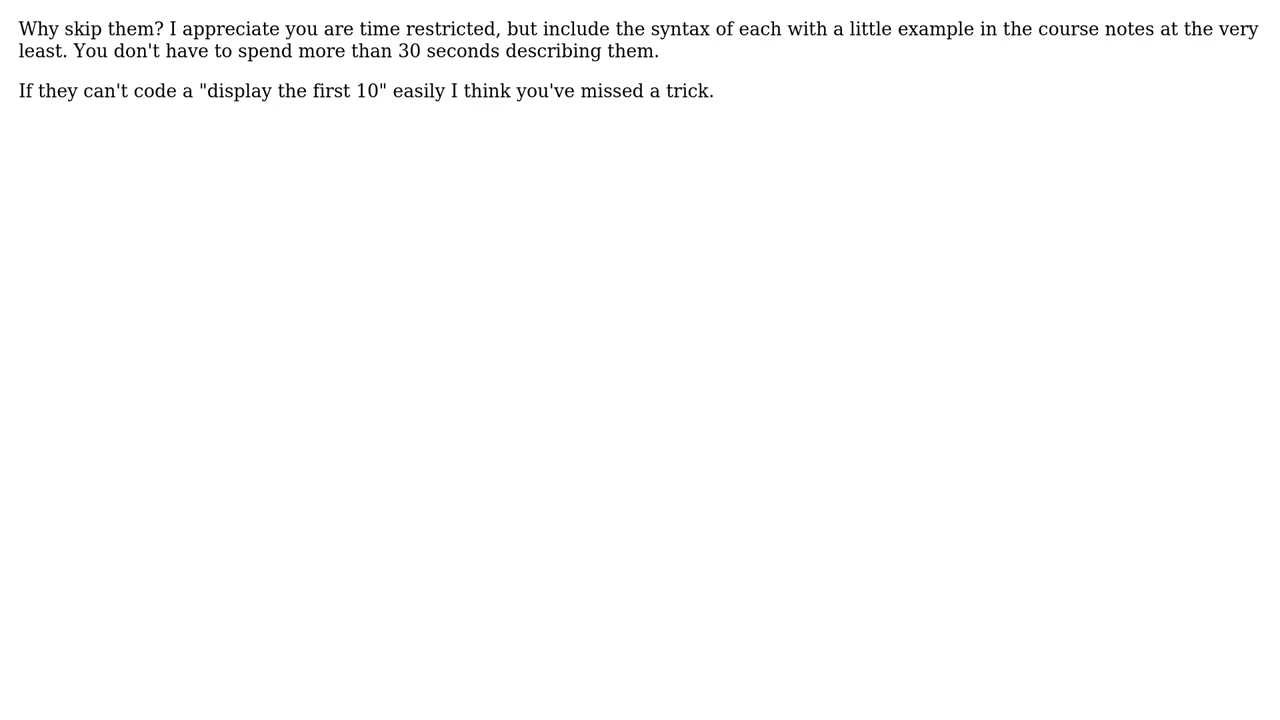 Why skip them? I appreciate you are time restricted, but include the syntax of each with a little example in the course notes at the very
least. You don't have to spend more than 30 seconds describing them.
If they can't code a "display the first 10" easily I think you've missed a trick.